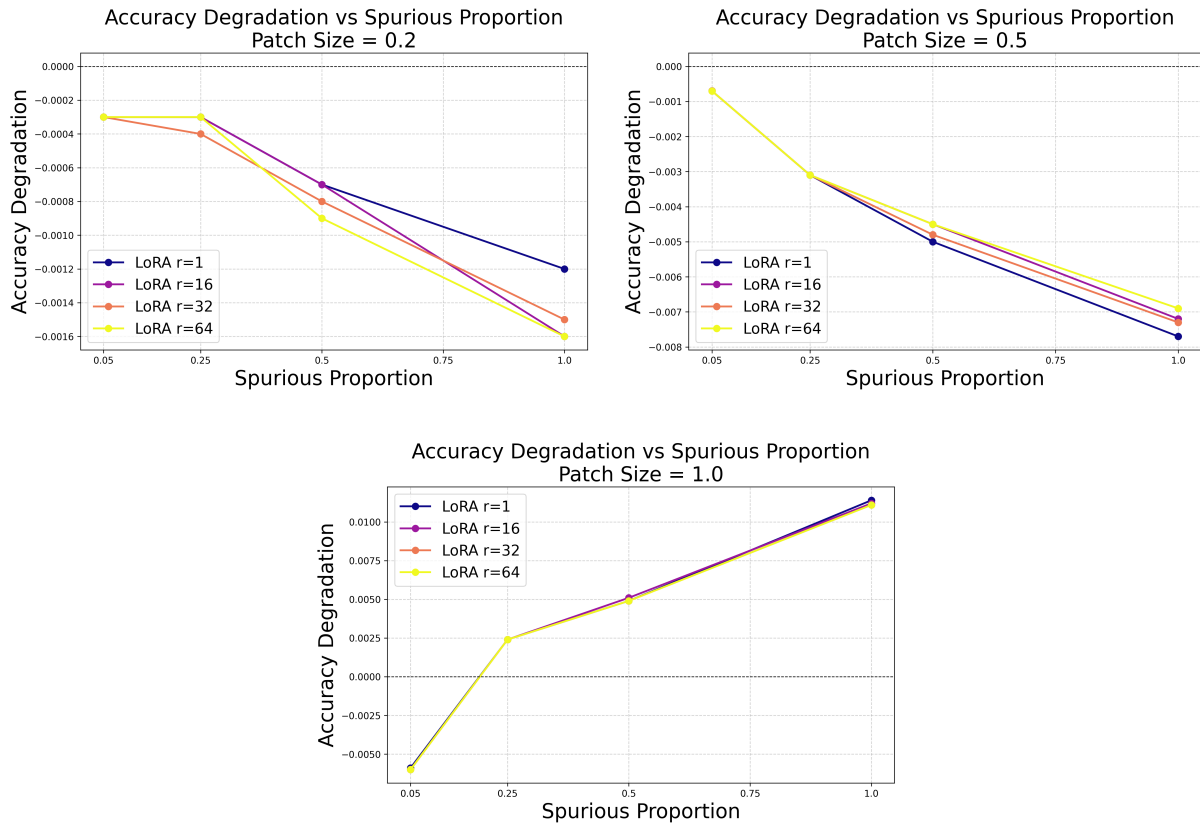 Accuracy Degradation vs Spurious Proportion
Patch Size = 0.2
0.0000
−0.0002
−0.0004
−0.0006
−0.0008
−0.0010
−0.0012
−0.0014
−0.0016
Accuracy Degradation
LoRA r=1
LoRA r=16
LoRA r=32
LoRA r=64
0.05
0.25
0.5
0.75
1.0
Spurious Proportion
Accuracy Degradation vs Spurious Proportion
Patch Size = 0.5
0.000
−0.001
−0.002
−0.003
−0.004
−0.005
−0.006
−0.007
−0.008
Accuracy Degradation
LoRA r=1
LoRA r=16
LoRA r=32
LoRA r=64
0.05
0.25
0.5
0.75
1.0
Spurious Proportion
Accuracy Degradation vs Spurious Proportion
Patch Size = 1.0
0.0100
0.0075
0.0050
0.0025
0.0000
−0.0025
−0.0050
Accuracy Degradation
LoRA r=1
LoRA r=16
LoRA r=32
LoRA r=64
0.05
0.25
0.5
0.75
1.0
Spurious Proportion